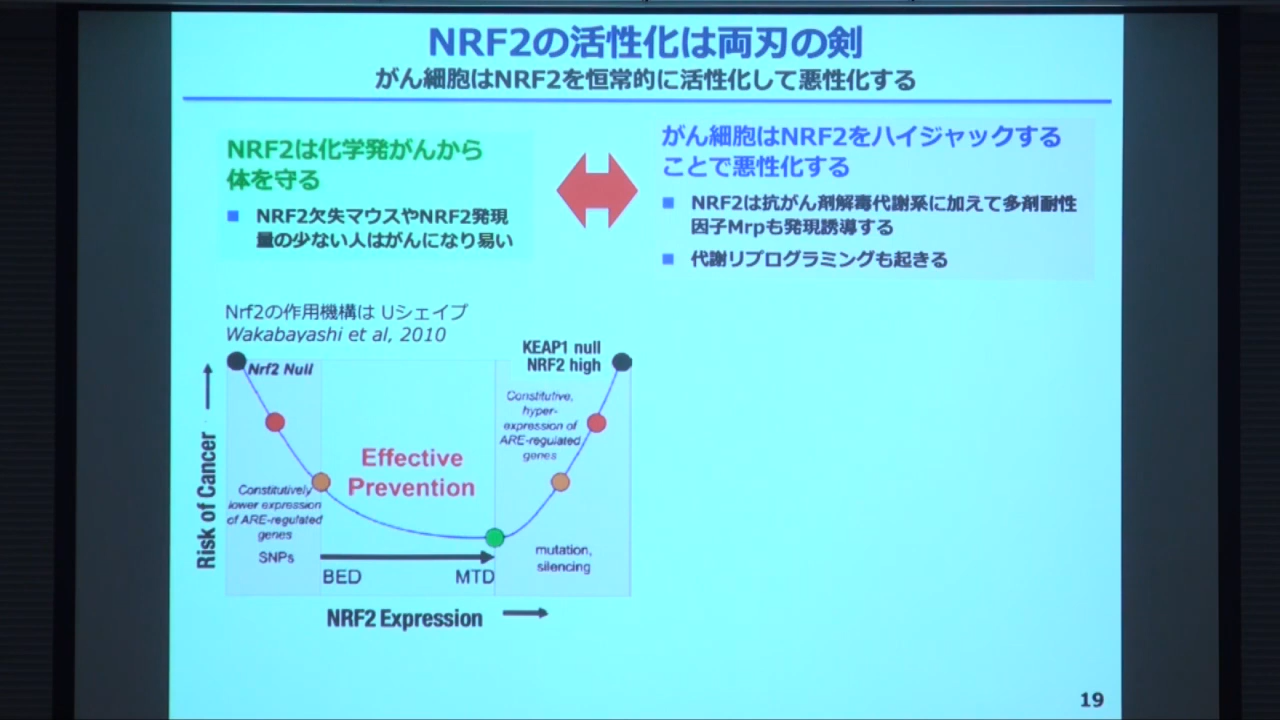 NRF2の活性化は両刃の剣
がん細胞はNRF2を恒常的に活性化して悪性化する
NRF2は化学発がんから
体を守る
NRF2欠失マウスやNRF2発現
量の少ない人はがんになり易い
がん細胞はNRF2をハイジャックする
ことで悪性化する
NRF2は抗がん剤解毒代謝系に加えて多剤耐性
因子Mrpも発現誘導する
代謝リプログラミングも起きる
Nrf2の作用機構は Uシェイプ
Wakabayashi et al, 2010
Risk of Cancer
Nrf2 Null
Constitutively
lower expression
of ARE-regulated
genes
SNPs
Effective
Prevention
BED
MTD
KEAP1 null
NRF2 high
Constitutive,
hyper-
expression of
ARE-regulated
genes
mutation,
silencing
NRF2 Expression
19